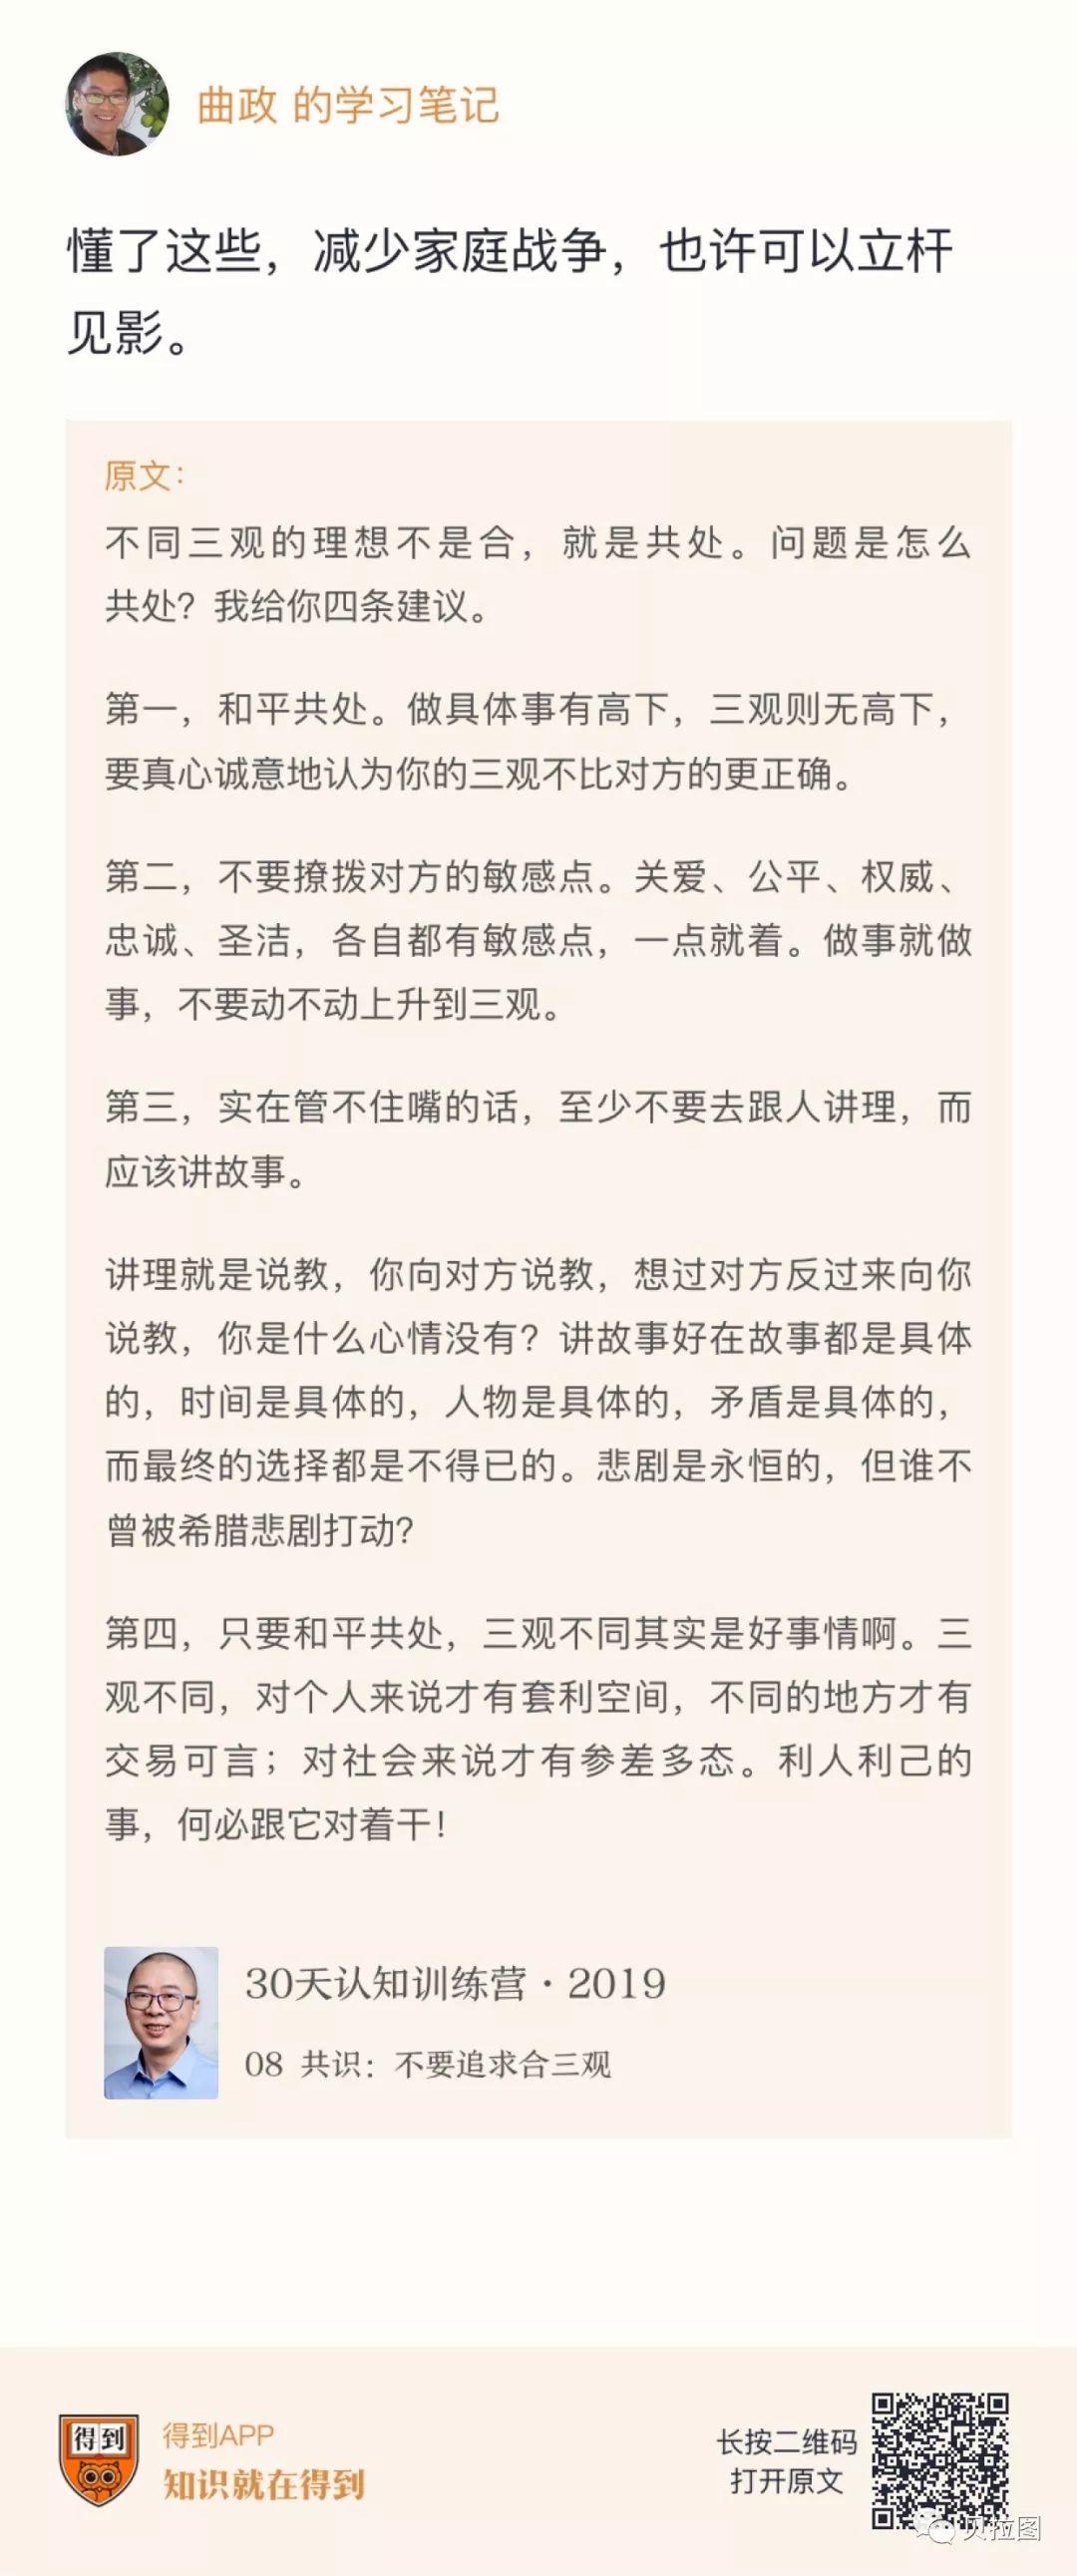 曲政 的学习笔记
懂了这些，减少家庭战争，也许可以立杆
见影。
原文：
不同三观的理想不是合，就是共处。问题是怎么
共处？我给你四条建议。
第一，和平共处。做具体事有高下，三观则无高下，
要真心诚意地认为你的三观不比对方的更正确。
第二，不要撩拨对方的敏感点。关爱、公平、权威、
忠诚、圣洁，各自都有敏感点，一点就着。做事就做
事，不要动不动上升到三观。
第三，实在管不住嘴的话，至少不要去跟人讲理，而
应该讲故事。
讲理就是说教，你向对方说教，想过对方反过来向你
说教，你是什么心情没有？讲故事好在故事都是具体
的，时间是具体的，人物是具体的，矛盾是具体的，
而最终的选择都是不得已的。悲剧是永恒的，但谁不
曾被希腊悲剧打动？
第四，只要和平共处，三观不同其实是好事情啊。三
观不同，对个人来说才有套利空间，不同的地方才有
交易可言；对社会来说才有参差多态。利人利己的
事，何必跟它对着干！
30天认知训练营·2019
08 共识：不要追求合三观
得到
得到APP
知识就在得到
长按二维码
打开原文
贝拉图